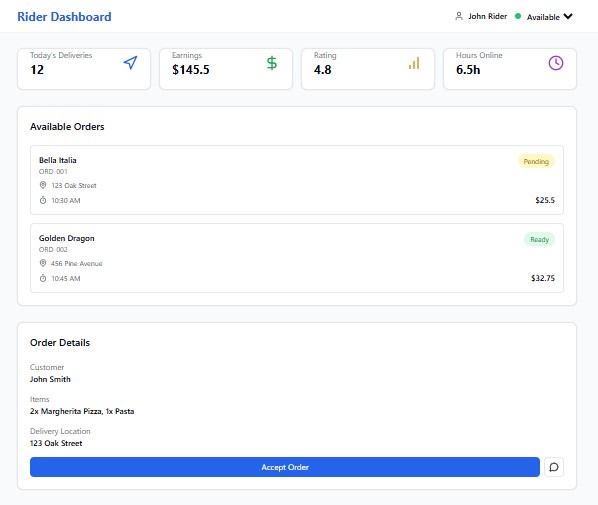 Rider Dashboard
John Rider
Available
Today's Deliveries
12
Earnings
$145.5
Rating
4.8
Hours Online
6.5h
Available Orders
Bella Italia
Pending
ORD-001
123 Oak Street
10:30 AM
$25.5
Golden Dragon
Ready
ORD-002
456 Pine Avenue
10:45 AM
$32.75
Order Details
Customer
John Smith
Items
2x Margherita Pizza, 1x Pasta
Delivery Location
123 Oak Street
Accept Order